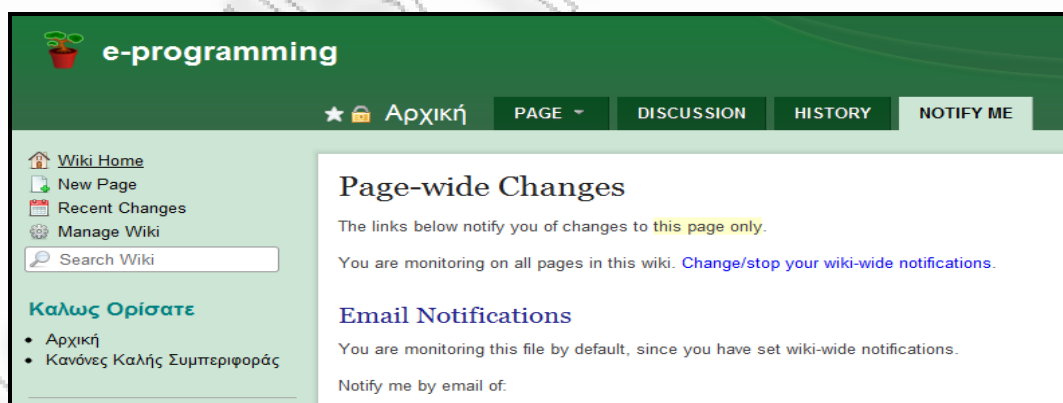 e-programming
Αρχική PAGE DISCUSSION HISTORY NOTIFY ME
Wiki Home
New Page
Recent Changes
Manage Wiki
Search Wiki
Καλως Ορίσατε
Αρχική
Κανόνες Καλής Συμπεριφοράς
Page-wide Changes
The links below notify you of changes to this page only.
You are monitoring on all pages in this wiki. Change/stop your wiki-wide notifications.
Email Notifications
You are monitoring this file by default, since you have set wiki-wide notifications.
Notify me by email of: